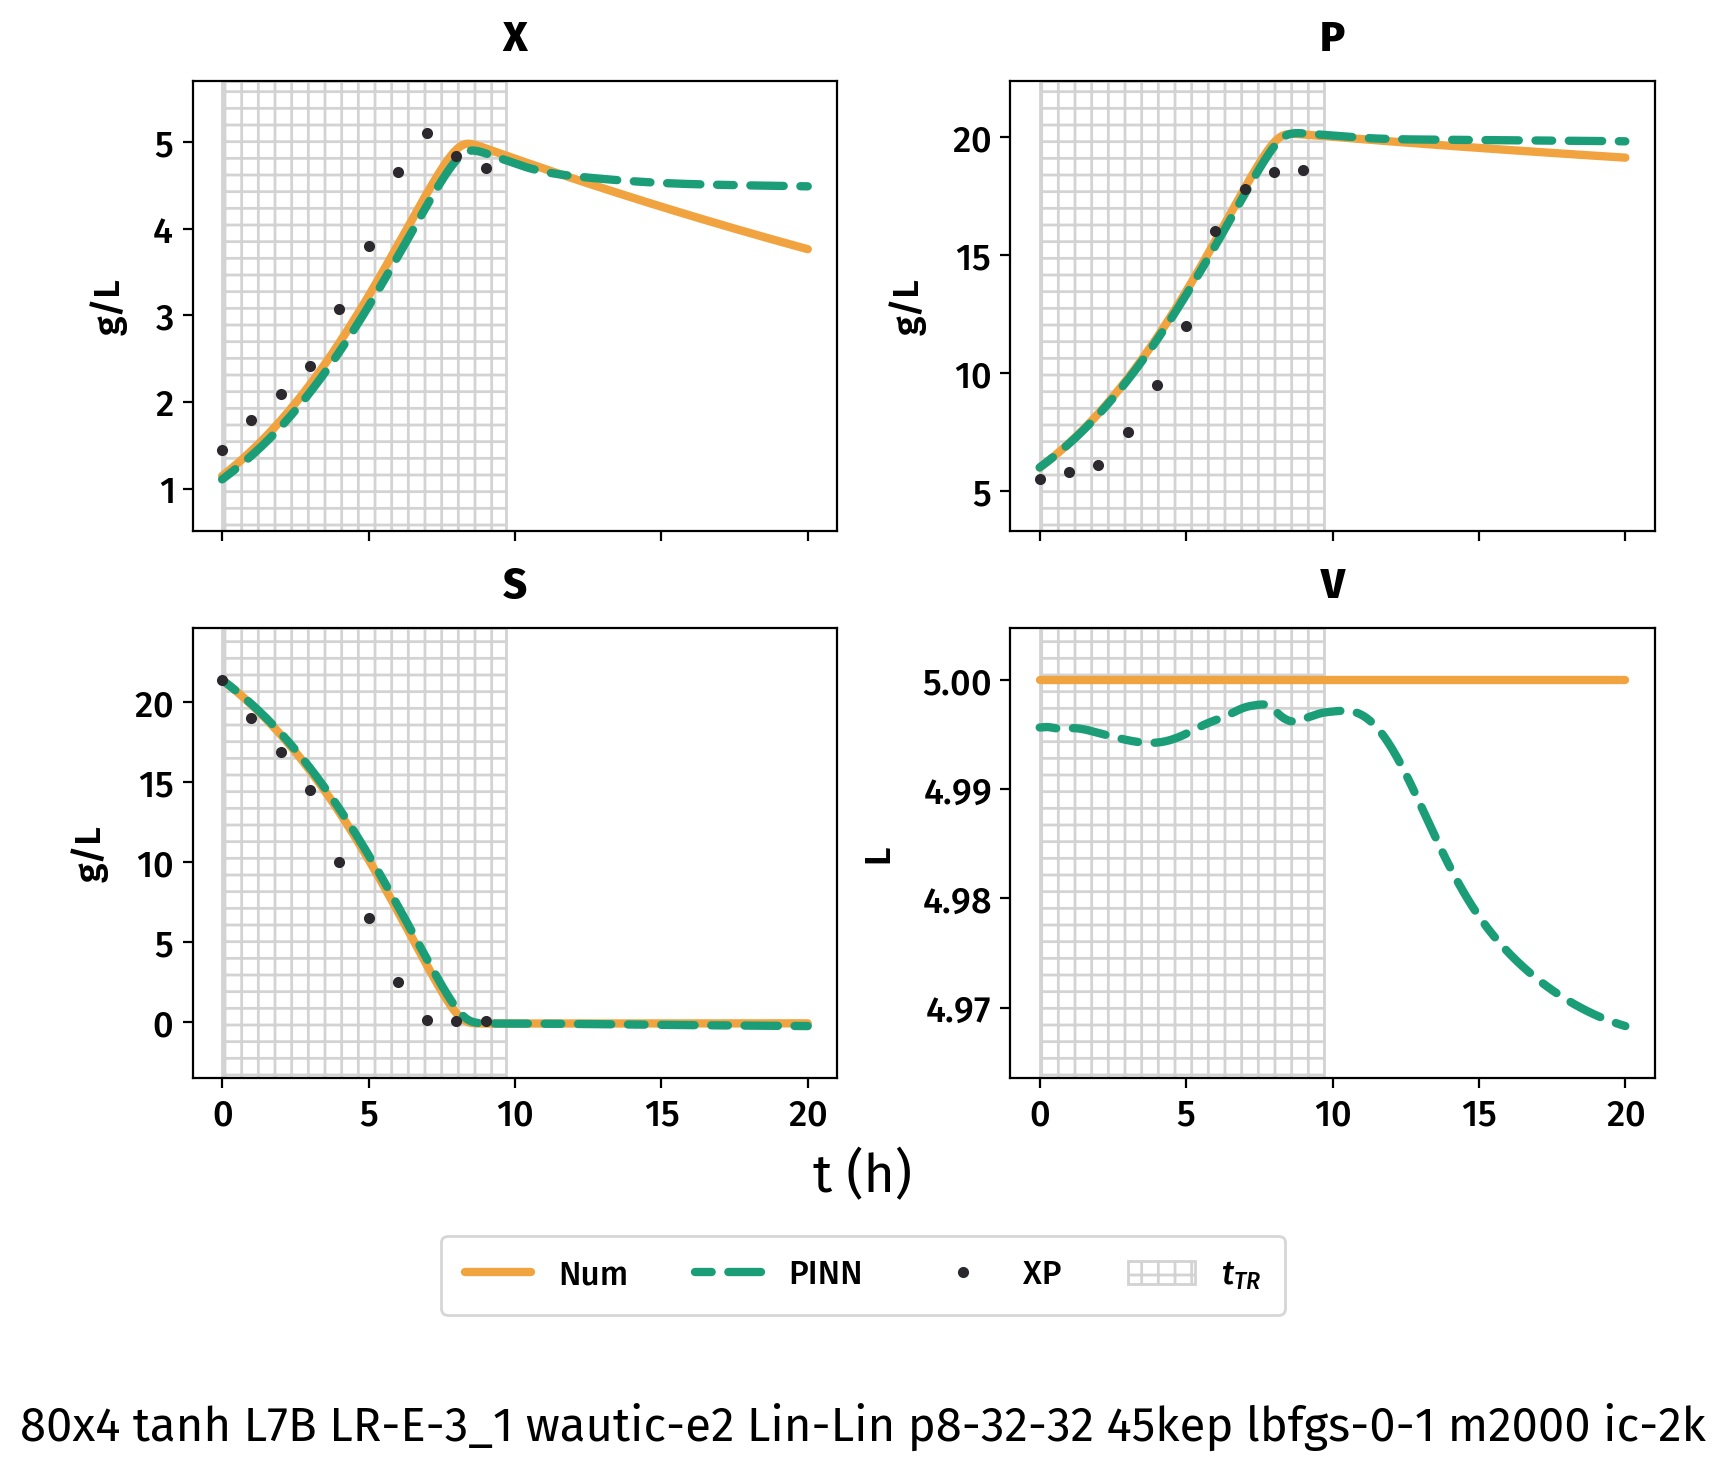 X
P
5
4
3
2
1
g/L
20
15
10
5
g/L
S
V
20
15
10
5
0
g/L
5.00
4.99
4.98
4.97
L
0 5 10 15 20
0 5 10 15 20
t (h)
Num PINN XP tTR
80x4 tanh L7B LR-E-3_1 wautic-e2 Lin-Lin p8-32-32 45kep lbfgs-0-1 m2000 ic-2k